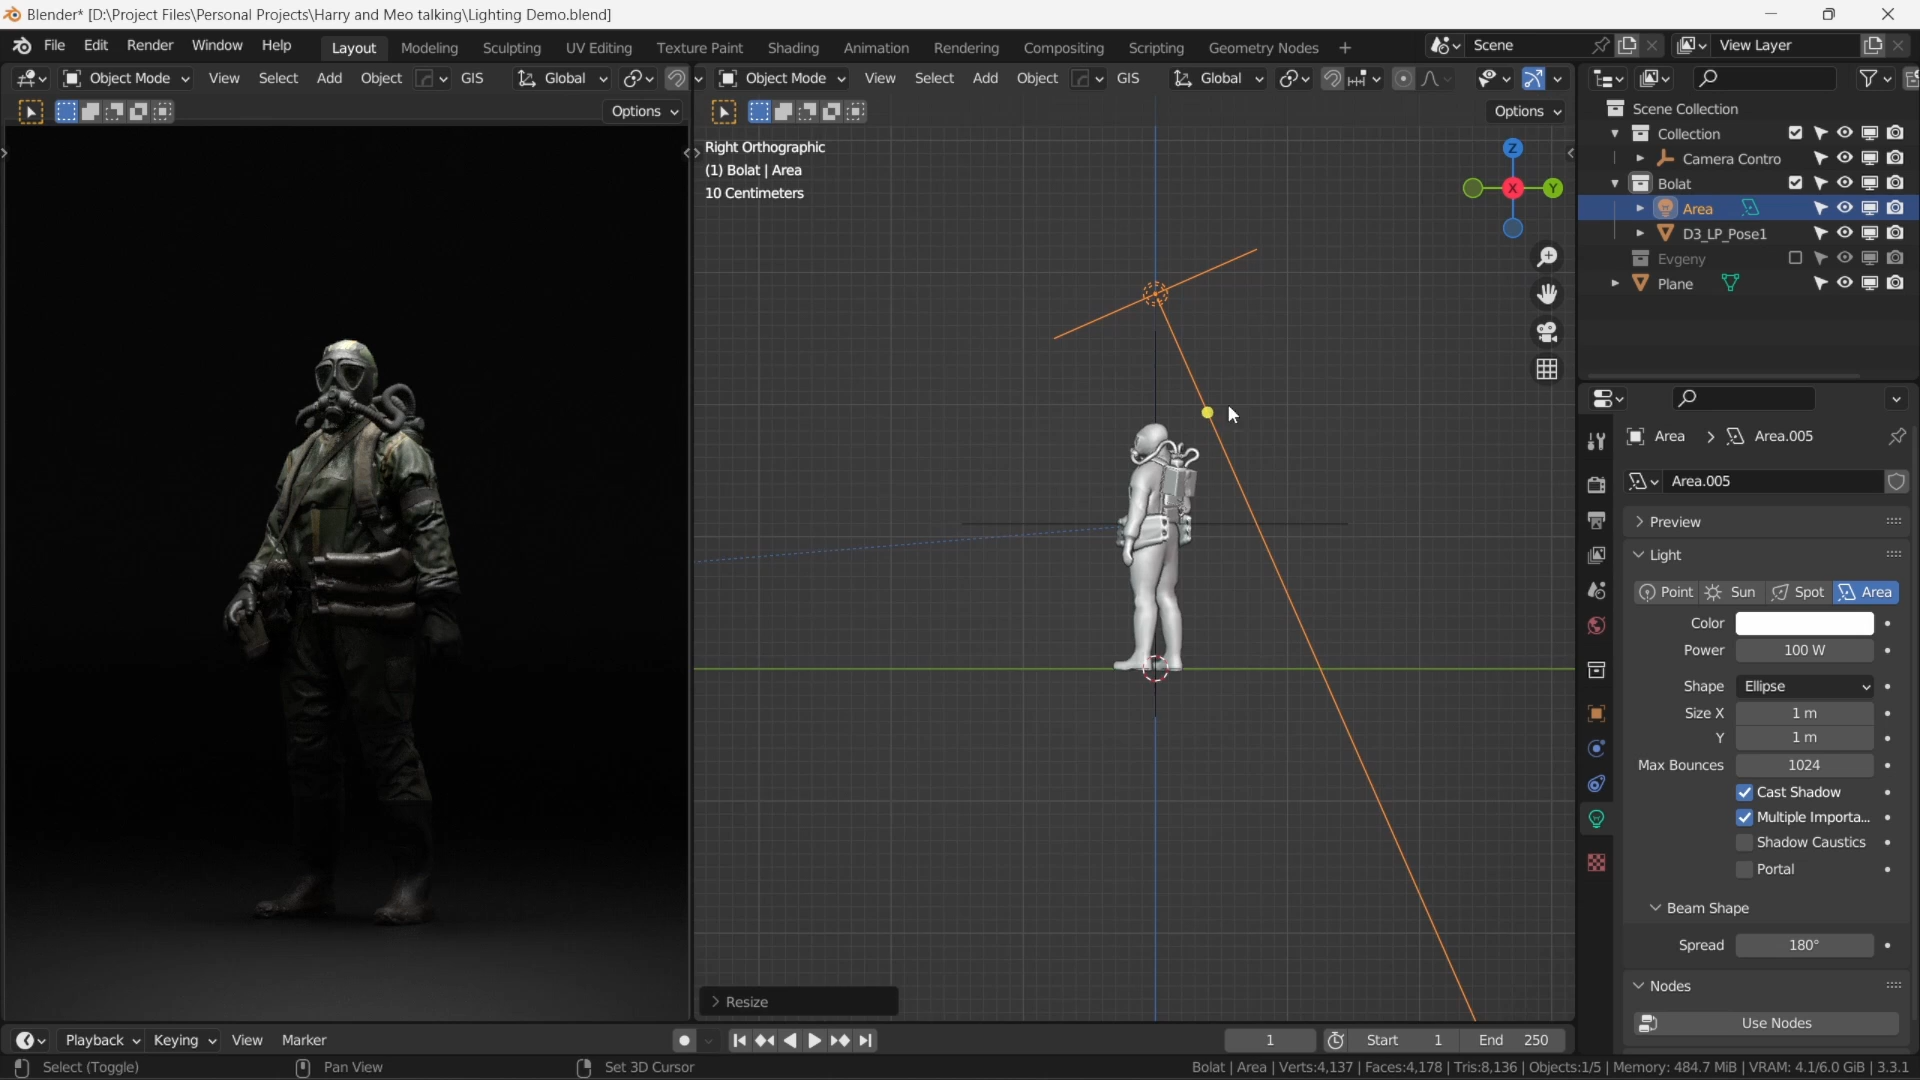 Blender* [D:\Project Files\Personal Projects\Harry and Meo talking\Lighting Demo.blend]
File Edit Render Window Help Layout Modeling Sculpting UV Editing Texture Paint Shading Animation Rendering Compositing Scripting Geometry Nodes + Scene View Layer
Object Mode View Select Add Object GIS Global
Object Mode View Select Add Object GIS Global
Options
Options
Right Orthographic
(1) Bolat | Area
10 Centimeters
Z
X
Y
Scene Collection
Collection
Camera Contro
Bolat
Area
D3_LP_Pose1
Evgeny
Plane
Area > Area.005
Area.005
Preview
Light
Point Sun Spot Area
Color
Power 100 W
Shape Ellipse
Size X 1 m
Y 1 m
Max Bounces 1024
Cast Shadow
Multiple Importa...
Shadow Caustics
Portal
Beam Shape
Spread 180°
Nodes
Use Nodes
Resize
Playback Keying View Marker 1 Start 1 End 250
Select (Toggle) Pan View Set 3D Cursor Bolat | Area | Verts:4,137 | Faces:4,178 | Tris:8,136 | Objects:1/5 | Memory: 484.7 MiB | VRAM: 4.1/6.0 GiB | 3.3.1